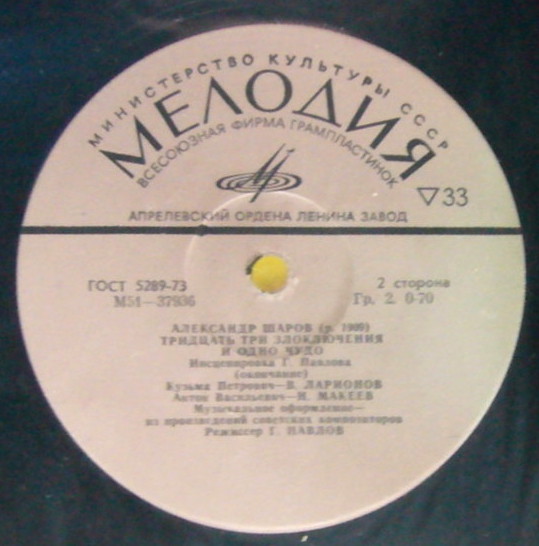 МИНИСТЕРСТВО КУЛЬТУРЫ СССР
МЕЛОДИЯ
ВСЕСОЮЗНАЯ ФИРМА ГРАМПЛАСТИНОК
▽33
АПРЕЛЕВСКИЙ ОРДЕНА ЛЕНИНА ЗАВОД
ГОСТ 5289-73 2 сторона
М51—37936 Гр. 2. 0-70
АЛЕКСАНДР ШАРОВ (р. 1909)
ТРИДЦАТЬ ТРИ ЗЛОКЛЮЧЕНИЯ
И ОДНО ЧУДО
Инсценировка Г. Павлова
(окончание)
Кузьма Петрович—В. ЛАРИОНОВ
Антон Васильевич—И. МАКЕЕВ
Музыкальное оформление—
из произведений советских композиторов
Режиссер Г. ПАВЛОВ